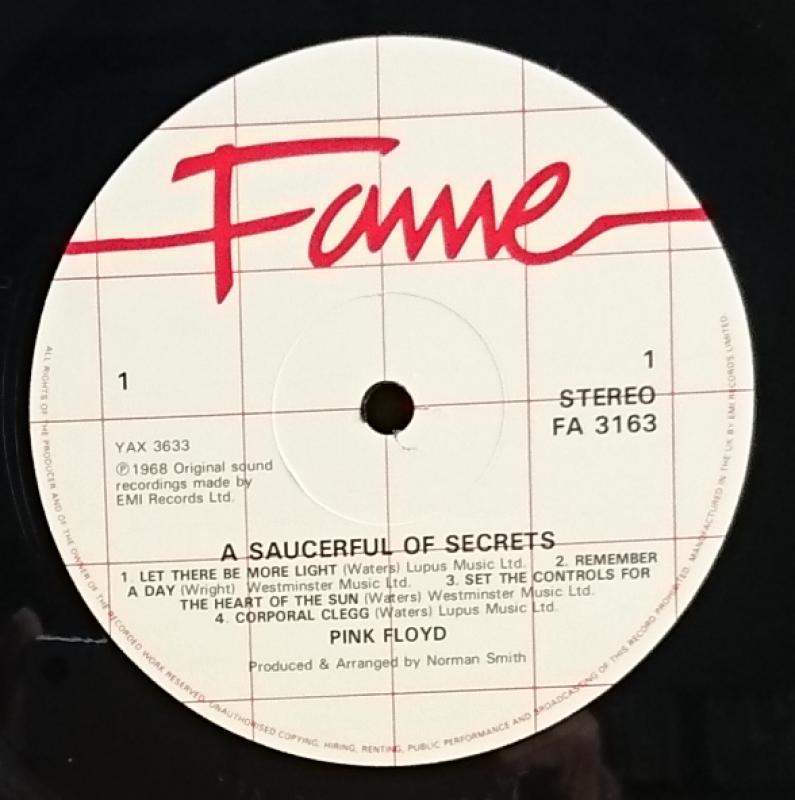 Fame
1
1
STEREO
FA 3163
YAX 3633
℗1968 Original sound
recordings made by
EMI Records Ltd.
A SAUCERFUL OF SECRETS
1. LET THERE BE MORE LIGHT (Waters) Lupus Music Ltd. 2. REMEMBER
A DAY (Wright) Westminster Music Ltd. 3. SET THE CONTROLS FOR
THE HEART OF THE SUN (Waters) Westminster Music Ltd.
4. CORPORAL CLEGG (Waters) Lupus Music Ltd.
PINK FLOYD
Produced & Arranged by Norman Smith
ALL RIGHTS OF THE PRODUCER AND OF THE OWNER OF THE RECORDED WORK RESERVED. UNAUTHORISED COPYING, HIRING, RENTING, PUBLIC PERFORMANCE AND BROADCASTING OF THIS RECORD PROHIBITED. MANUFACTURED IN THE UK BY EMI RECORDS LIMITED